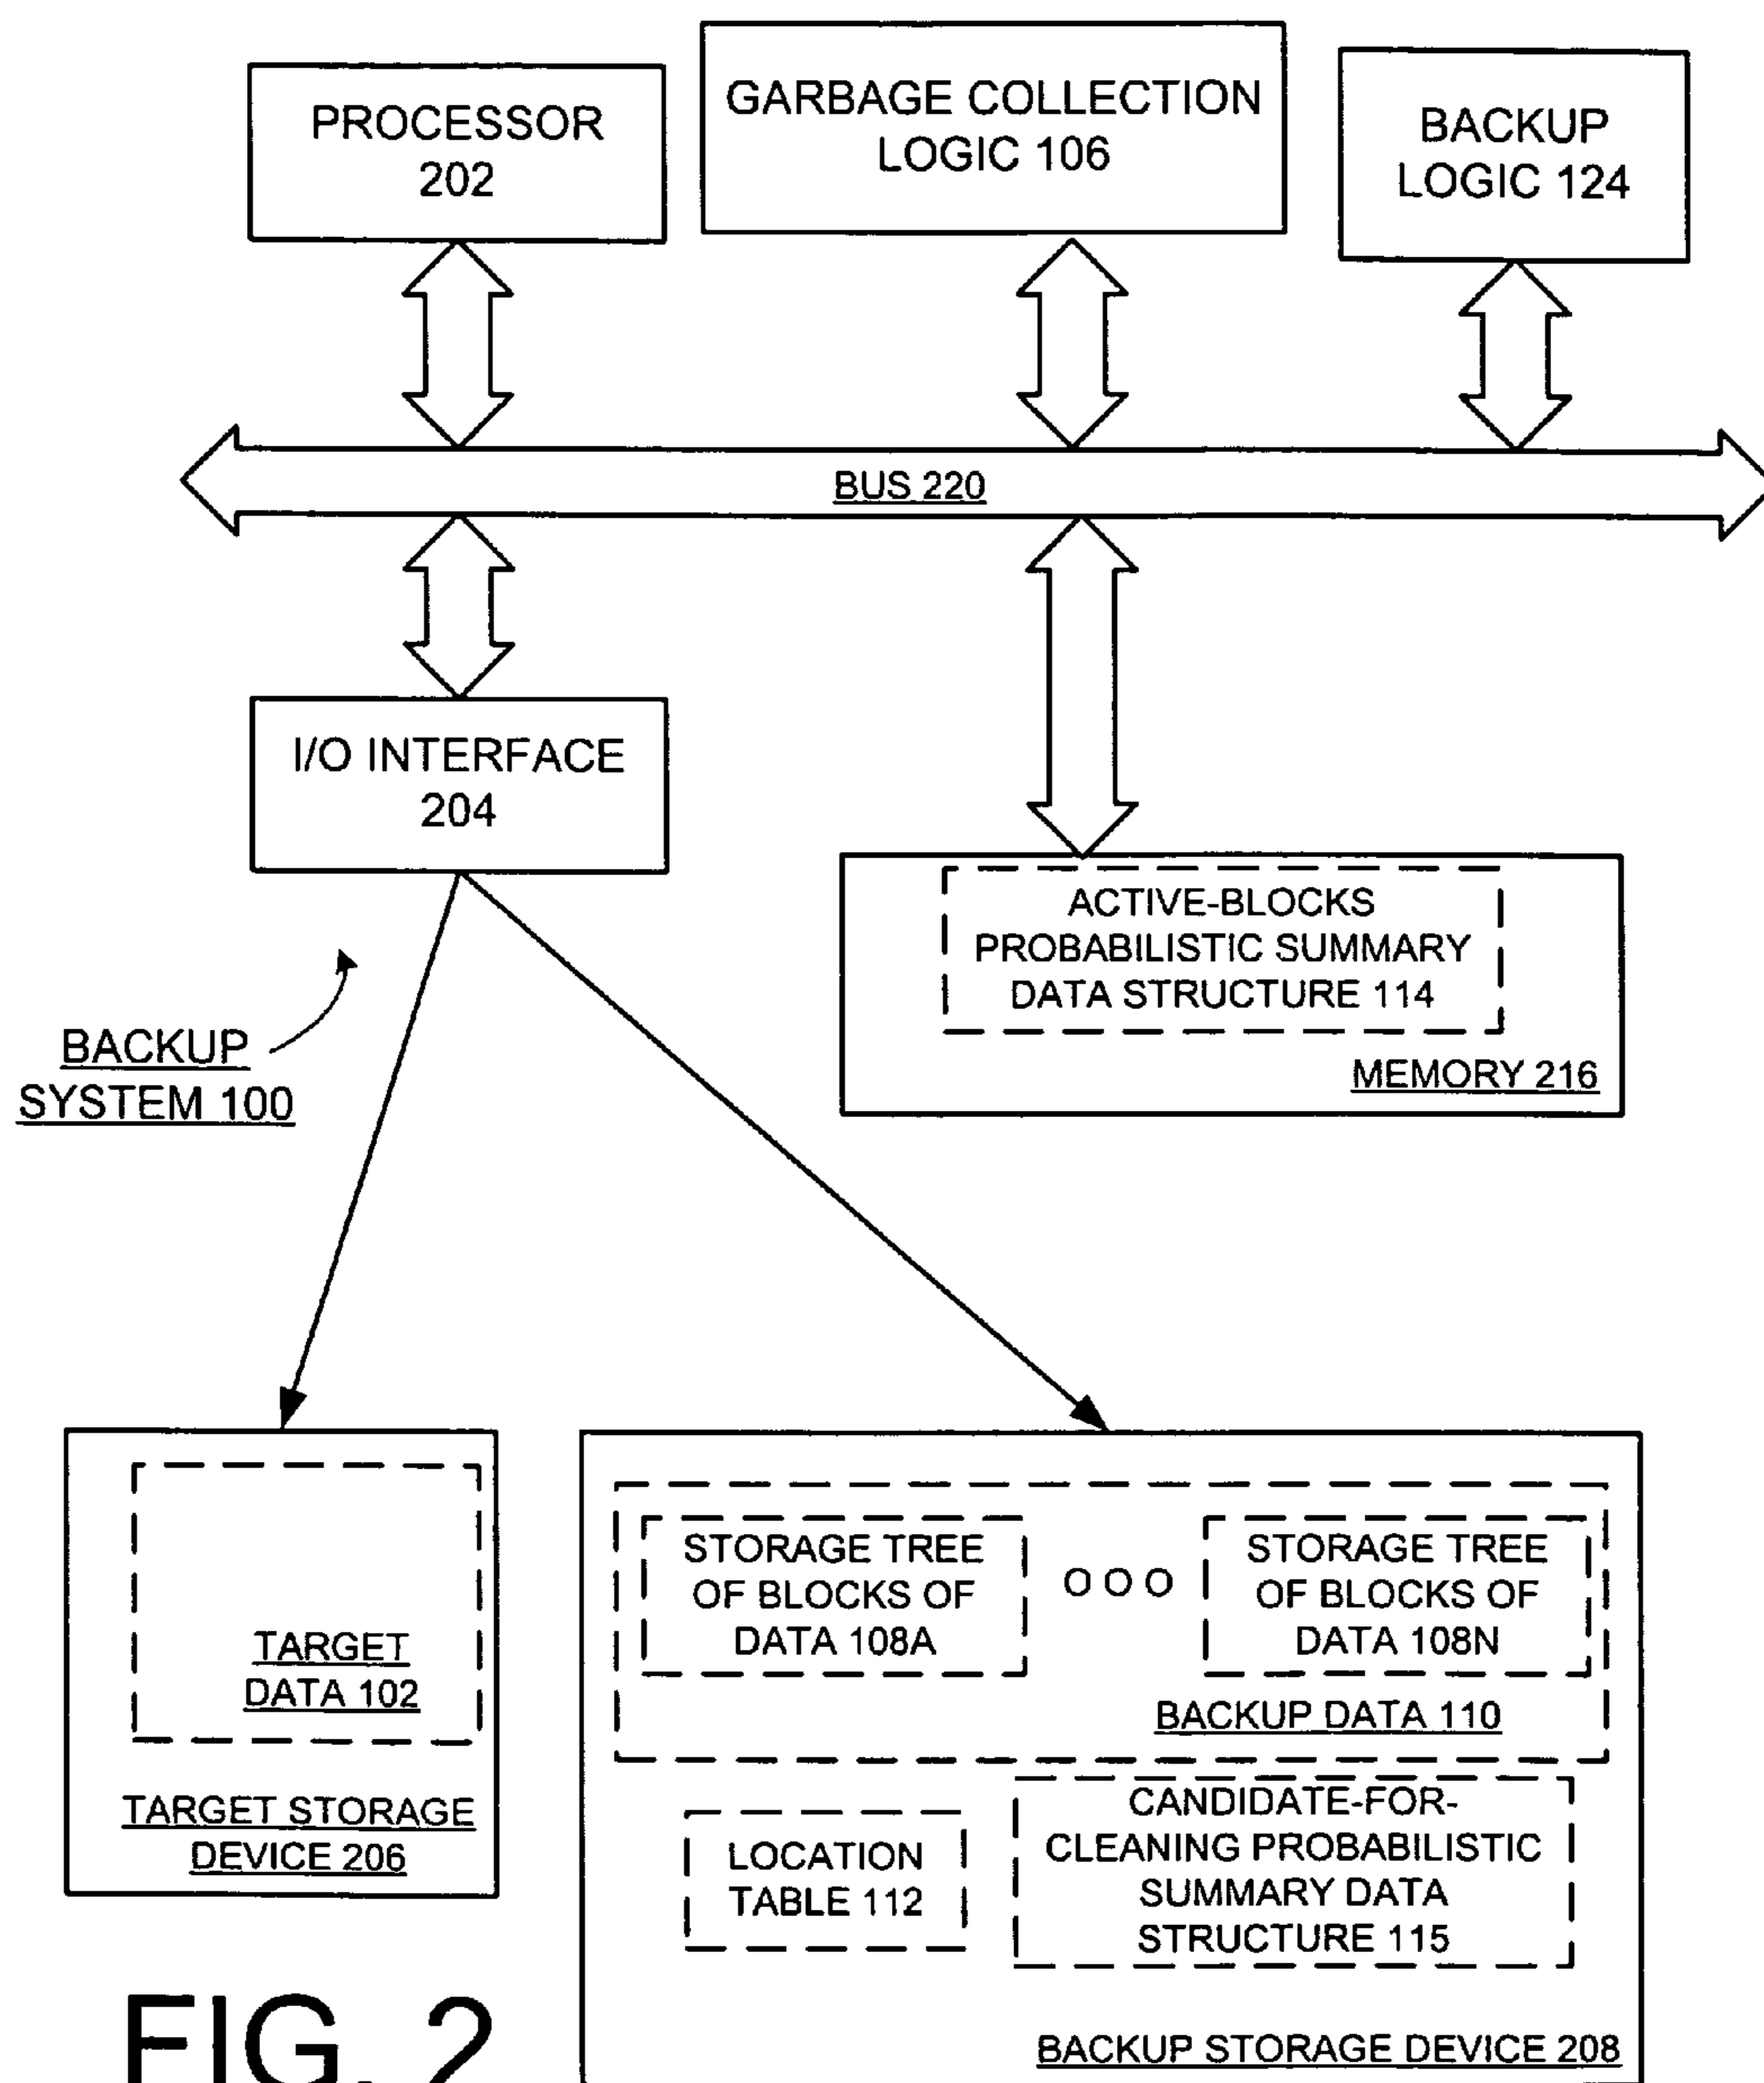 PROCESSOR
202
GARBAGE COLLECTION
LOGIC 106
BACKUP
LOGIC 124
BUS 220
I/O INTERFACE
204
ACTIVE-BLOCKS
PROBABILISTIC SUMMARY
DATA STRUCTURE 114
MEMORY 216
BACKUP
SYSTEM 100
TARGET
DATA 102
TARGET STORAGE
DEVICE 206
STORAGE TREE
OF BLOCKS OF
DATA 108A
O O O
STORAGE TREE
OF BLOCKS OF
DATA 108N
BACKUP DATA 110
LOCATION
TABLE 112
CANDIDATE-FOR-
CLEANING PROBABILISTIC
SUMMARY DATA
STRUCTURE 115
BACKUP STORAGE DEVICE 208
FIG. 2